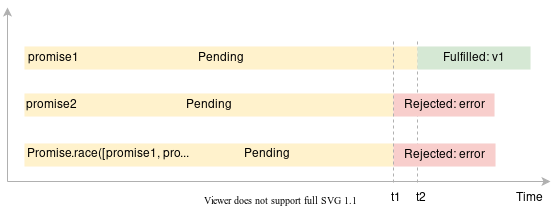 promise1 Pending Fulfilled: v1
promise2 Pending Rejected: error
Promise.race([promise1, pro... Pending Rejected: error
t1 t2 Time
Viewer does not support full SVG 1.1